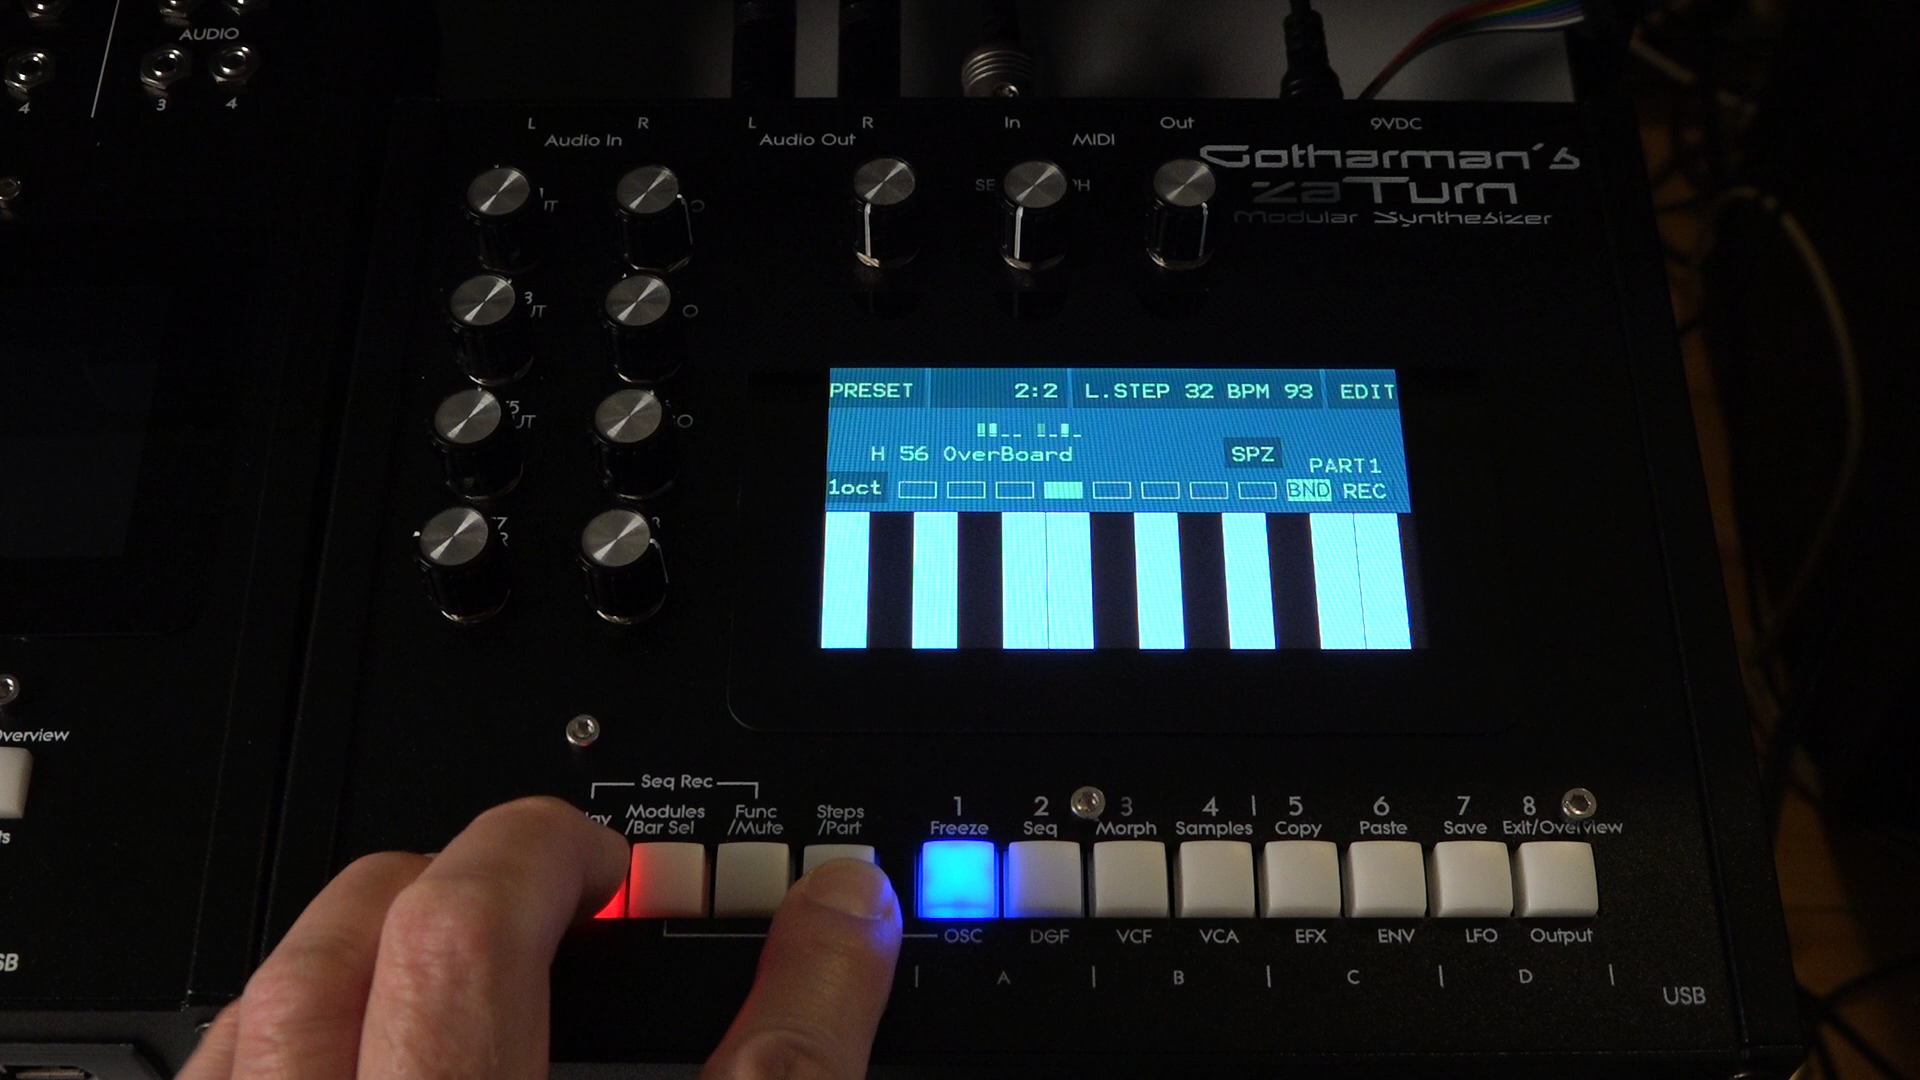 AUDIO
4
3 4
L R
Audio In
L R
Audio Out
In Out
MIDI
9VDC
Gotharman's
zaTurn
Modular Synthesizer
PRESET 2:2 L.STEP 32 BPM 93 EDIT
H 56 OverBoard SPZ PART1
1oct BND REC
Seq Rec
Modules
/Bar Sel
Func
/Mute
Steps
/Part
1 2 3 4 5 6 7 8
Freeze Seq Morph Samples Copy Paste Save Exit/Overview
OSC DGF VCF VCA EFX ENV LFO Output
A B C D
USB